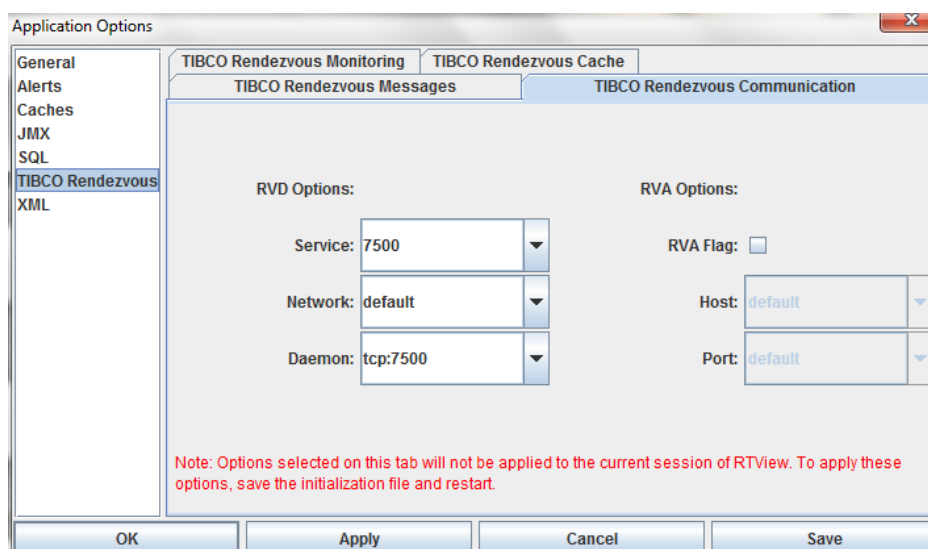 Application Options
General
Alerts
Caches
JMX
SQL
TIBCO Rendezvous
XML
TIBCO Rendezvous Monitoring
TIBCO Rendezvous Cache
TIBCO Rendezvous Messages
TIBCO Rendezvous Communication
RVD Options:
RVA Options:
Service: 7500
RVA Flag:
Network: default
Host: default
Daemon: tcp:7500
Port: default
Note: Options selected on this tab will not be applied to the current session of RTView. To apply these
options, save the initialization file and restart.
OK
Apply
Cancel
Save